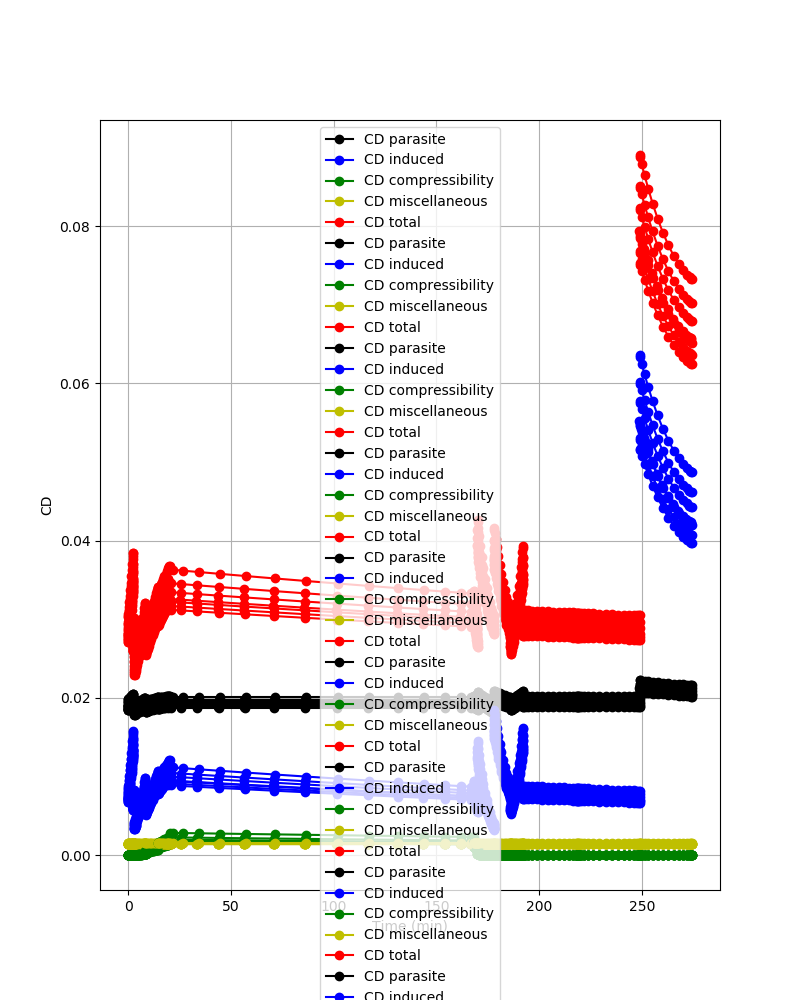 0.08
0.06
0.04
0.02
0.00
CD
0
50
100
150
200
250
Time (min)
CD parasite
CD induced
CD compressibility
CD miscellaneous
CD total
CD parasite
CD induced
CD compressibility
CD miscellaneous
CD total
CD parasite
CD induced
CD compressibility
CD miscellaneous
CD total
CD parasite
CD induced
CD compressibility
CD miscellaneous
CD total
CD parasite
CD induced
CD compressibility
CD miscellaneous
CD total
CD parasite
CD induced
CD compressibility
CD miscellaneous
CD total
CD parasite
CD induced
CD compressibility
CD miscellaneous
CD total
CD parasite
CD induced
CD compressibility
CD miscellaneous
CD total
CD parasite
CD induced